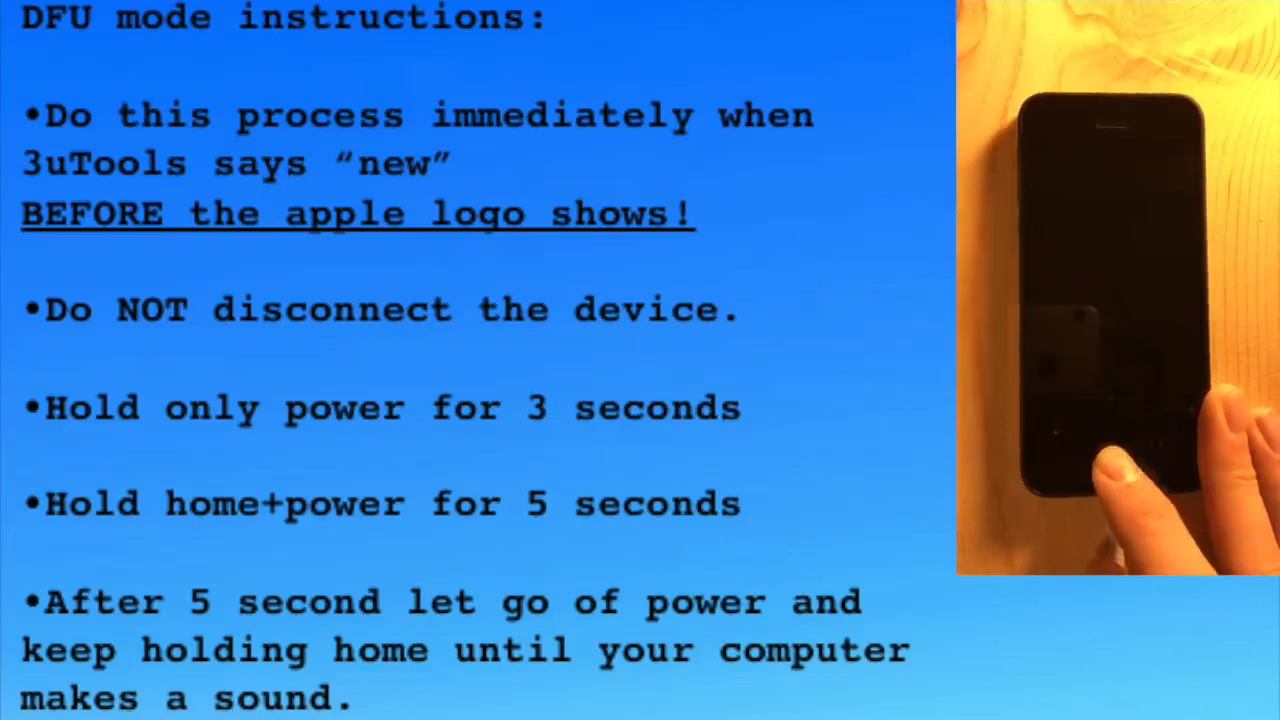 DFU mode instructions:
•Do this process immediately when
3uTools says “new”
BEFORE the apple logo shows!
•Do NOT disconnect the device.
•Hold only power for 3 seconds
•Hold home+power for 5 seconds
•After 5 second let go of power and
keep holding home until your computer
makes a sound.